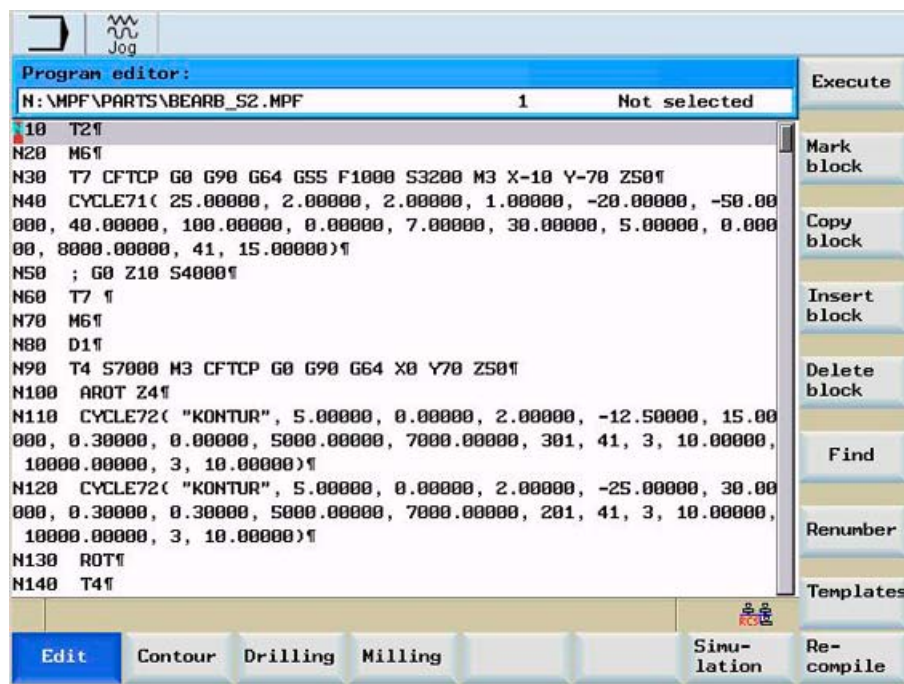 Jog
Program editor:
N:\MPF\PARTS\BEARB_S2.MPF 1 Not selected
N10 T2¶
N20 M6¶
N30 T7 CFTCP G0 G90 G64 G55 F1000 S3200 M3 X-10 Y-70 Z50¶
N40 CYCLE71( 25.00000, 2.00000, 2.00000, 1.00000, -20.00000, -50.00
000, 40.00000, 100.00000, 0.00000, 7.00000, 30.00000, 5.00000, 0.000
00, 8000.00000, 41, 15.00000)¶
N50 ; G0 Z10 S4000¶
N60 T7 ¶
N70 M6¶
N80 D1¶
N90 T4 S7000 M3 CFTCP G0 G90 G64 X0 Y70 Z50¶
N100 AROT Z4¶
N110 CYCLE72( "KONTUR", 5.00000, 0.00000, 2.00000, -12.50000, 15.00
000, 0.30000, 0.00000, 5000.00000, 7000.00000, 301, 41, 3, 10.00000,
10000.00000, 3, 10.00000)¶
N120 CYCLE72( "KONTUR", 5.00000, 0.00000, 2.00000, -25.00000, 30.00
000, 0.30000, 0.30000, 5000.00000, 7000.00000, 201, 41, 3, 10.00000,
10000.00000, 3, 10.00000)¶
N130 ROT¶
N140 T4¶
RCS
Execute
Mark
block
Copy
block
Insert
block
Delete
block
Find
Renumber
Templates
Edit
Contour
Drilling
Milling
Simu-
lation
Re-
compile